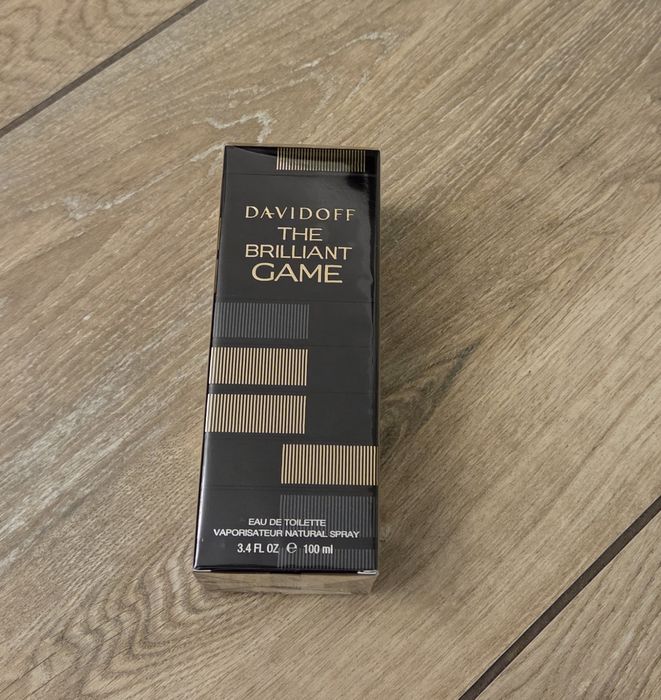 DAVIDOFF
THE
BRILLIANT
GAME
EAU DE TOILETTE
VAPORISATEUR NATURAL SPRAY
3.4 FL OZ ℮ 100 ml